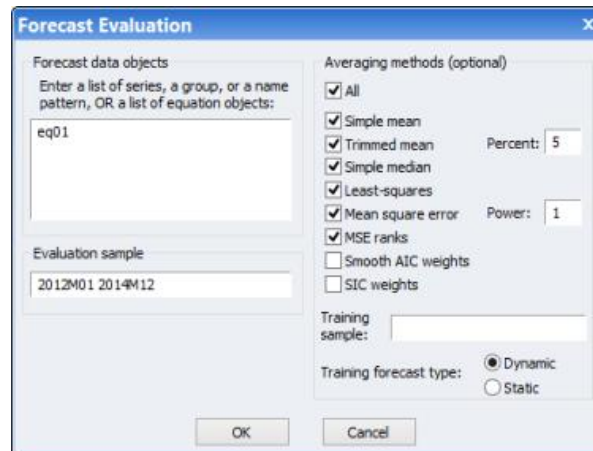 Forecast Evaluation
Forecast data objects
Enter a list of series, a group, or a name
pattern, OR a list of equation objects:
eq01
Evaluation sample
2012M01 2014M12
Averaging methods (optional)
All
Simple mean
Trimmed mean Percent: 5
Simple median
Least-squares
Mean square error Power: 1
MSE ranks
Smooth AIC weights
SIC weights
Training
sample:
Training forecast type: Dynamic
Static
OK Cancel